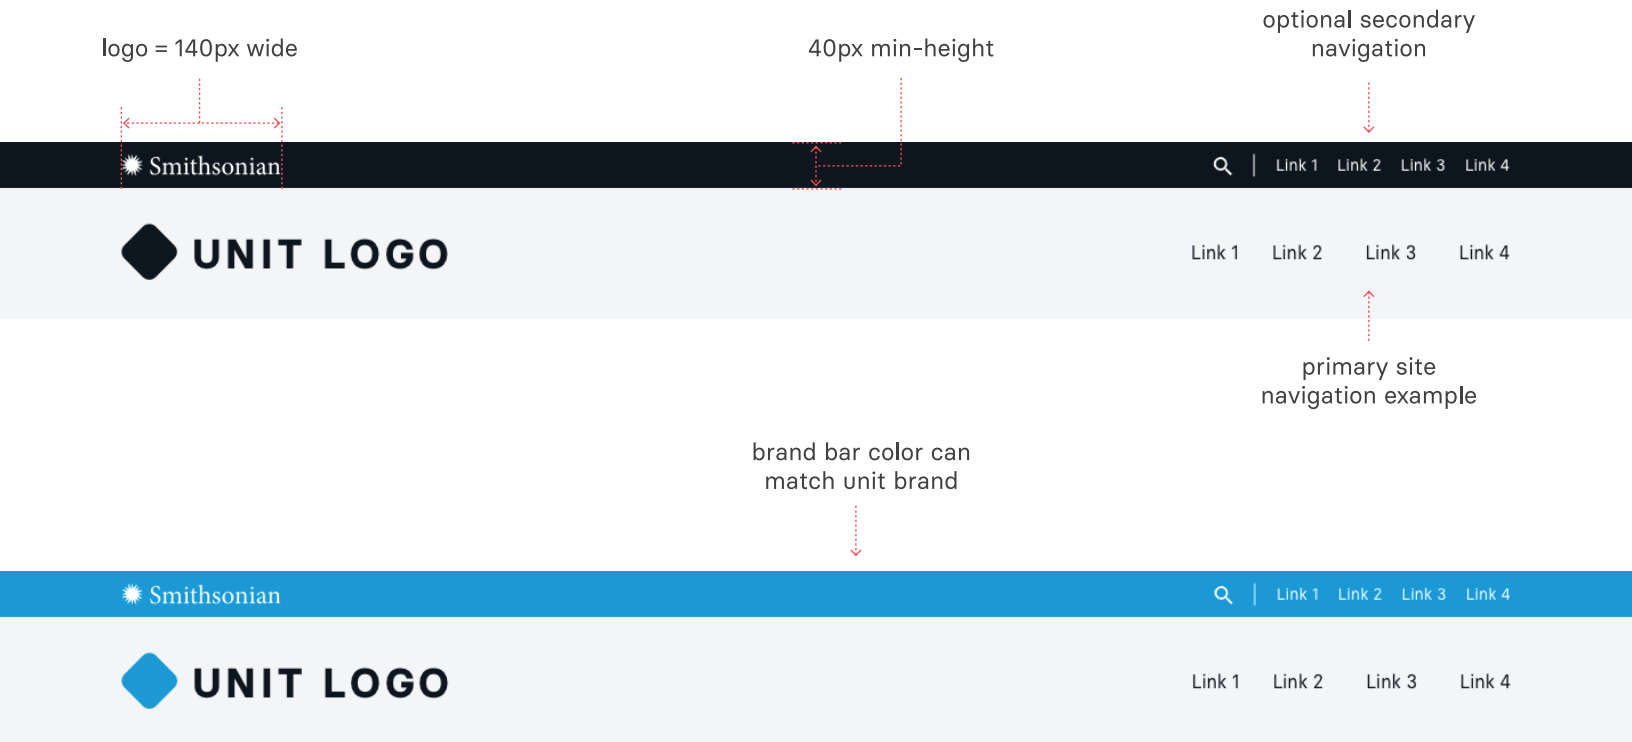 optional secondary
navigation
logo = 140px wide
40px min-height
Smithsonian
Link 1 Link 2 Link 3 Link 4
UNIT LOGO
Link 1 Link 2 Link 3 Link 4
primary site
navigation example
brand bar color can
match unit brand
Smithsonian
Link 1 Link 2 Link 3 Link 4
UNIT LOGO
Link 1 Link 2 Link 3 Link 4